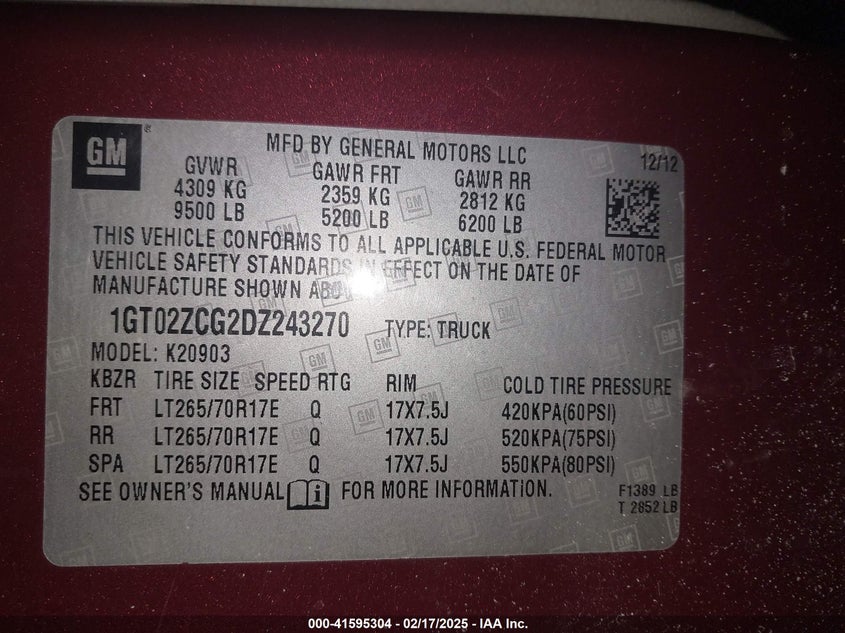 GM
MFD BY GENERAL MOTORS LLC
12/12
GVWR GAWR FRT GAWR RR
4309 KG 2359 KG 2812 KG
9500 LB 5200 LB 6200 LB
THIS VEHICLE CONFORMS TO ALL APPLICABLE U.S. FEDERAL MOTOR
VEHICLE SAFETY STANDARDS IN EFFECT ON THE DATE OF
MANUFACTURE SHOWN ABOVE
1GT02ZCG2DZ243270 TYPE: TRUCK
MODEL: K20903
KBZR TIRE SIZE SPEED RTG RIM COLD TIRE PRESSURE
FRT LT265/70R17E Q 17X7.5J 420KPA(60PSI)
RR LT265/70R17E Q 17X7.5J 520KPA(75PSI)
SPA LT265/70R17E Q 17X7.5J 550KPA(80PSI)
SEE OWNER'S MANUAL i FOR MORE INFORMATION.
F1389 LB
T 2852 LB
000-41595304 - 02/17/2025 - IAA Inc.